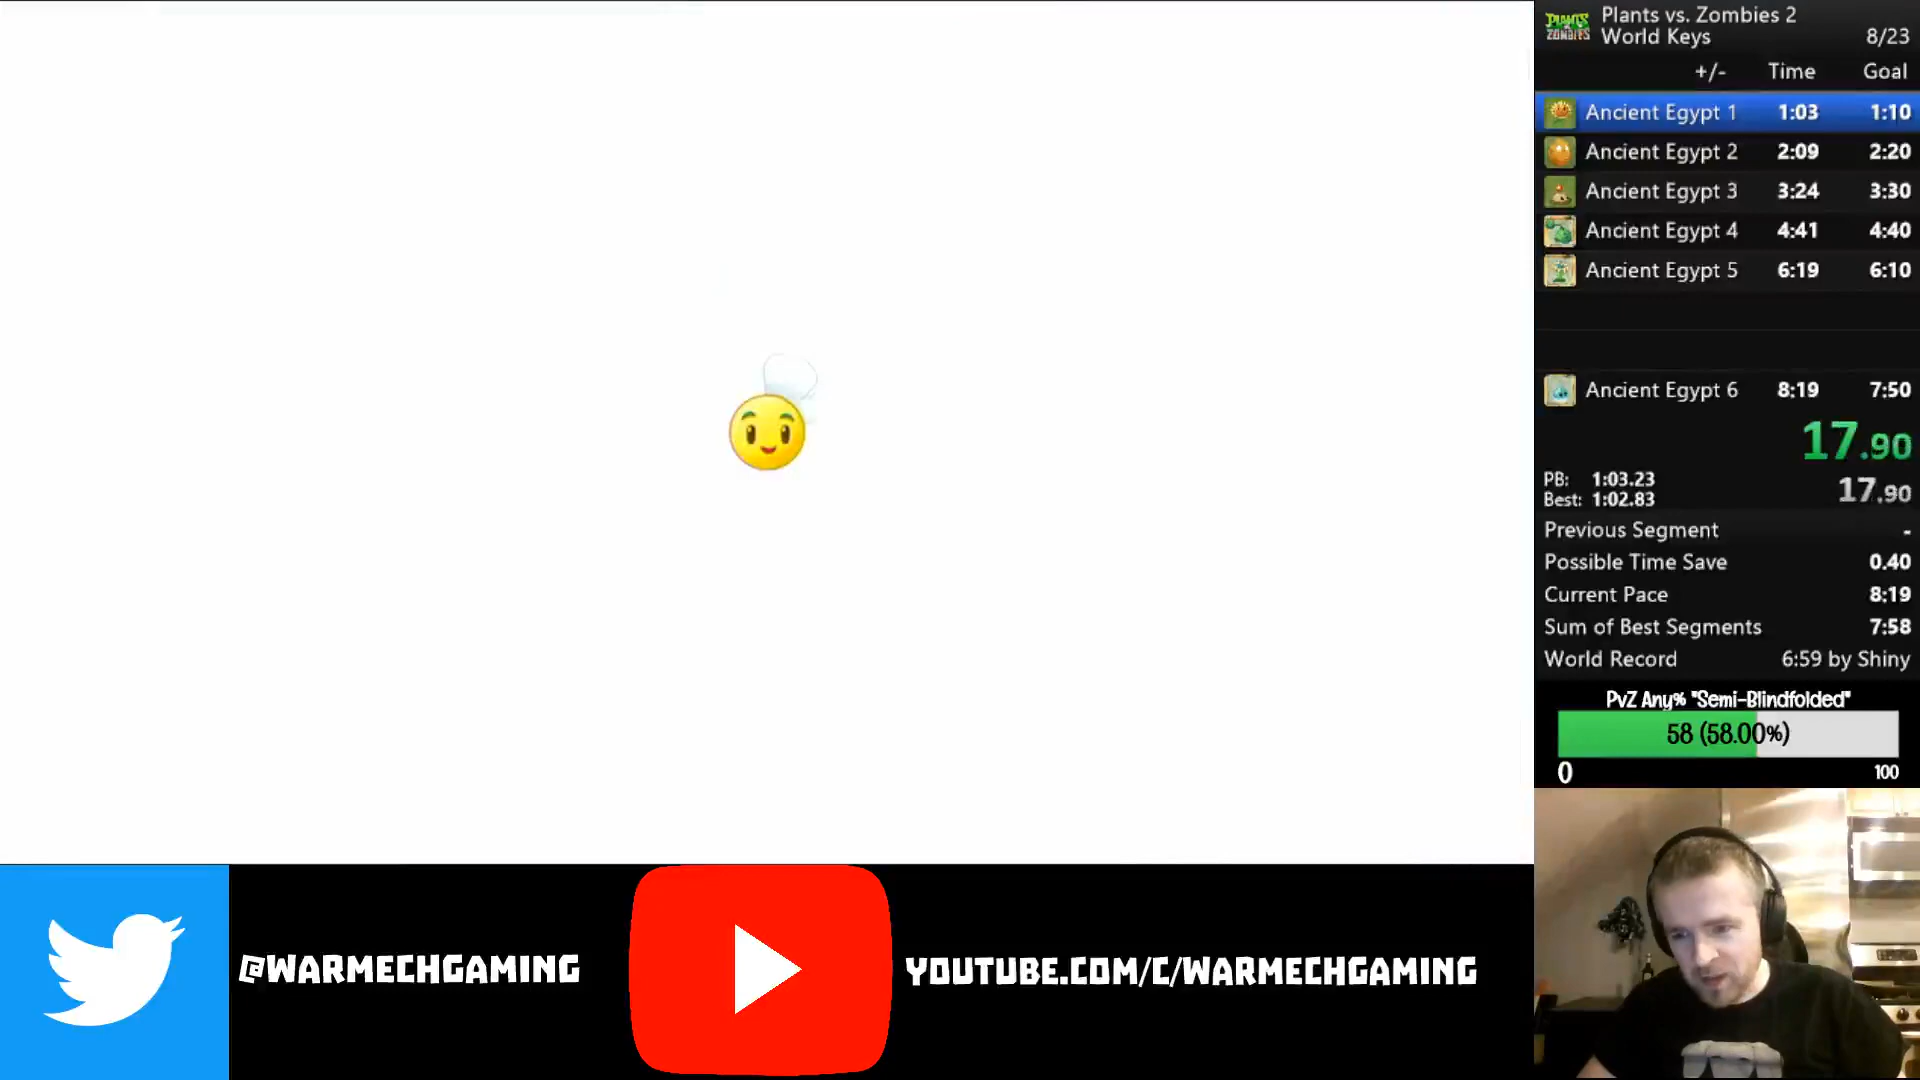 PLANTS
ZOMBIES
Plants vs. Zombies 2
World Keys 8/23
+/- Time Goal
Ancient Egypt 1 1:03 1:10
Ancient Egypt 2 2:09 2:20
Ancient Egypt 3 3:24 3:30
Ancient Egypt 4 4:41 4:40
Ancient Egypt 5 6:19 6:10
Ancient Egypt 6 8:19 7:50
17.90
PB: 1:03.23
Best: 1:02.83
17.90
Previous Segment -
Possible Time Save 0.40
Current Pace 8:19
Sum of Best Segments 7:58
World Record 6:59 by Shiny
PvZ Any% "Semi-Blindfolded"
58 (58.00%)
0 100
@WARMECHGAMING
YOUTUBE.COM/C/WARMECHGAMING